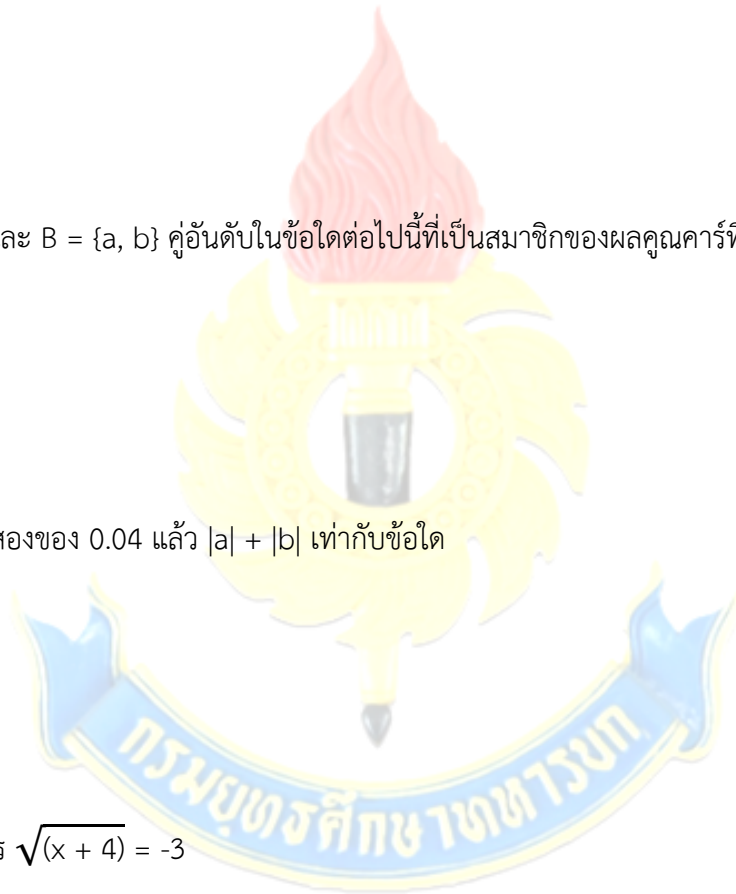 ละ B = {a, b} คู่อันดับในข้อใดต่อไปนี้ที่เป็นสมาชิกของผลคูณคาร์ที
สองของ 0.04 แล้ว |a| + |b| เท่ากับข้อใด
กรมยุทธศึกษาทหารบก
ร √(x + 4) = -3